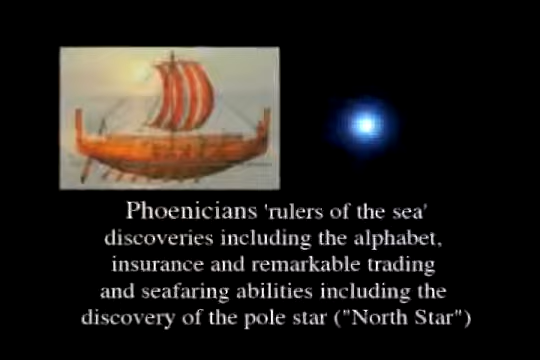 Phoenicians 'rulers of the sea'
discoveries including the alphabet,
insurance and remarkable trading
and seafaring abilities including the
discovery of the pole star ("North Star")